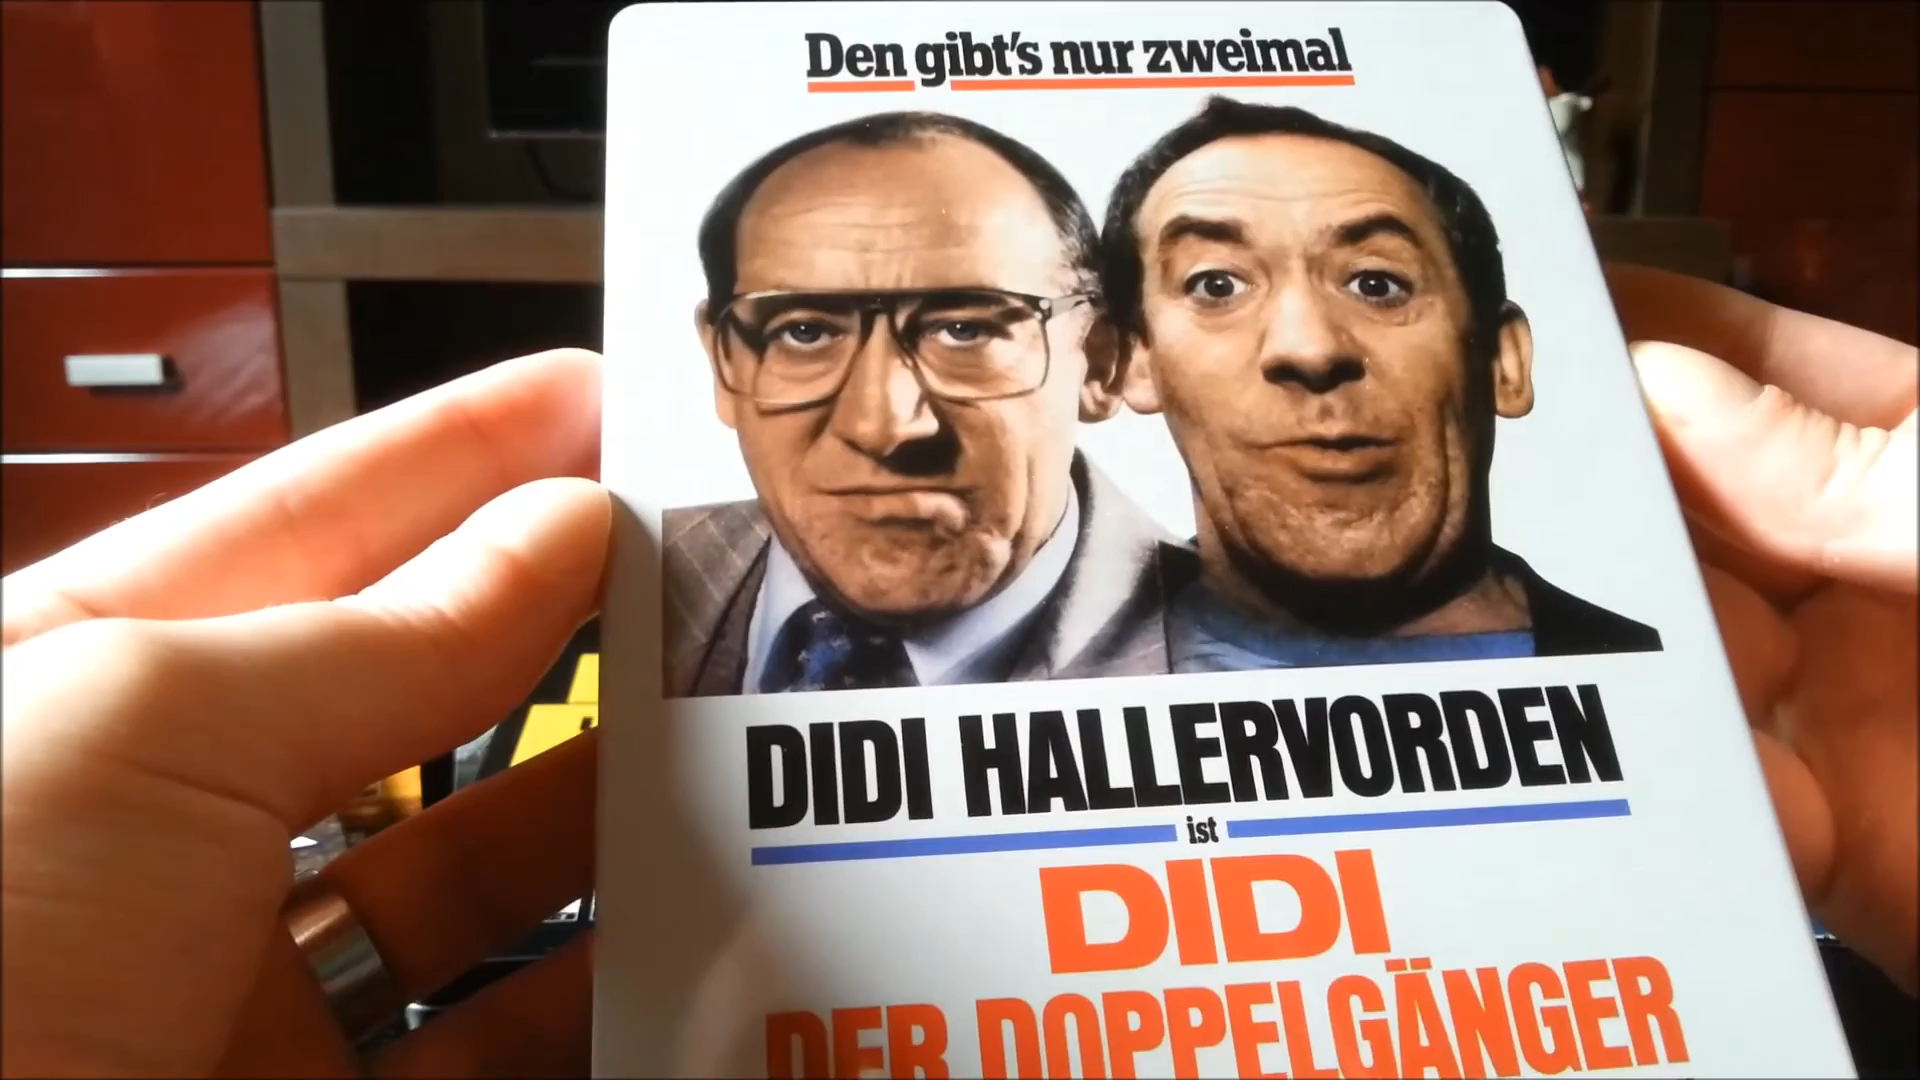 Den gibt's nur zweimal
DIDI HALLERVORDEN
ist
DIDI
DER DOPPELGÄNGER